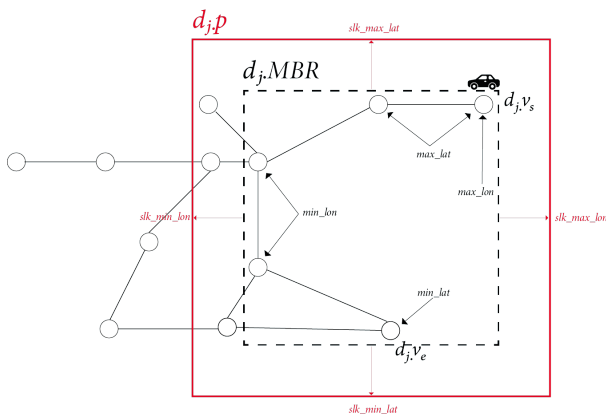 dj.p
slk_max_lat
dj.MBR
dj.vs
max_lat
max_lon
min_lon
slk_min_lon
slk_max_lon
min_lat
dj.ve
slk_min_lat